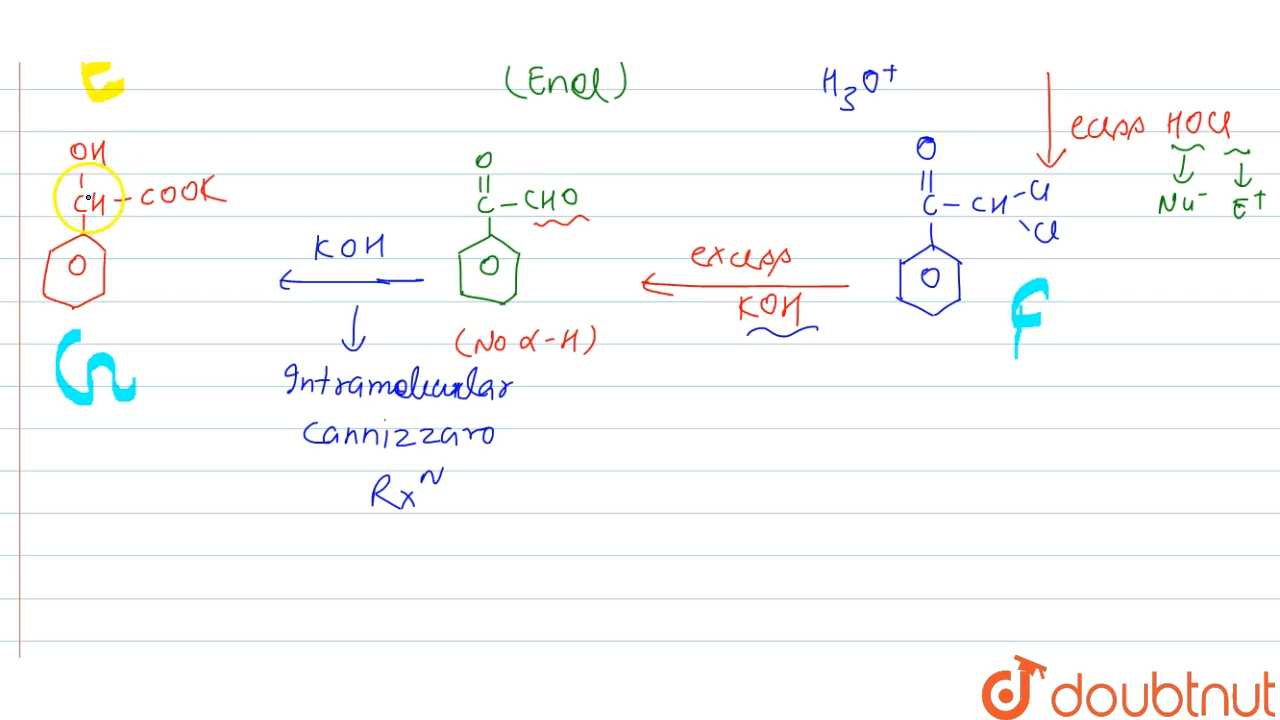 E
(Enol)
H3O+
excess HOCl
Nu- E+
OH
CH - COOK
O
C - CHO
O
C - CH - Cl
Cl
KOH
excess
KOH
(No α-H)
F
G
Intramolecular
Cannizzaro
Rxn
doubtnut